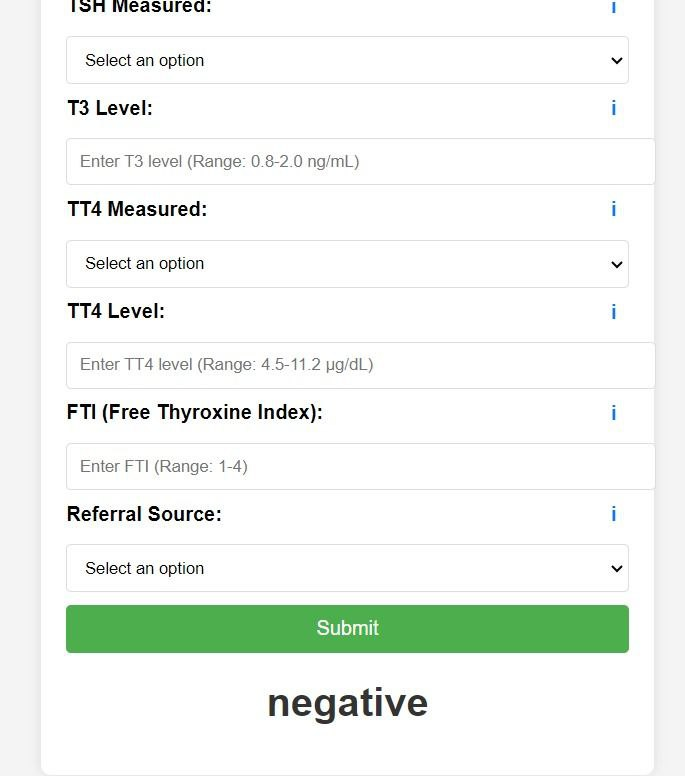 TSH Measured: i
Select an option
T3 Level: i
Enter T3 level (Range: 0.8-2.0 ng/mL)
TT4 Measured: i
Select an option
TT4 Level: i
Enter TT4 level (Range: 4.5-11.2 µg/dL)
FTI (Free Thyroxine Index): i
Enter FTI (Range: 1-4)
Referral Source: i
Select an option
Submit
negative